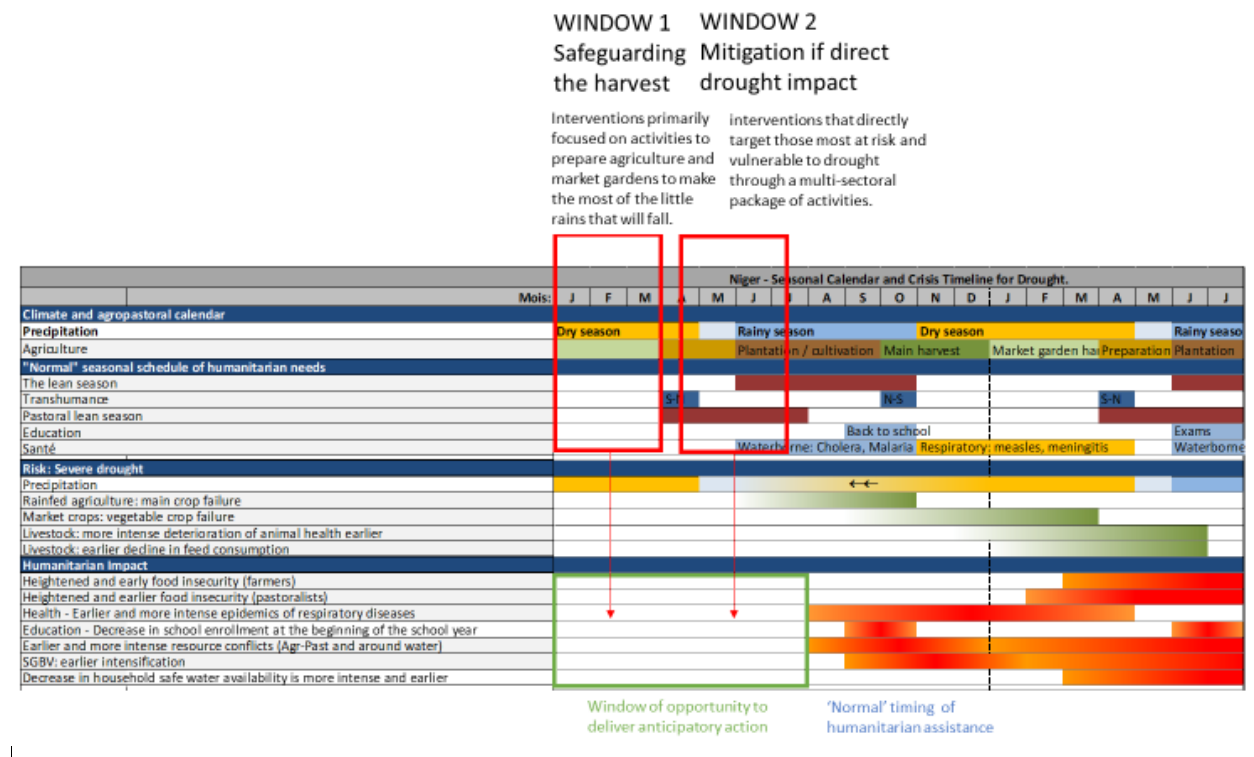 WINDOW 1
Safeguarding
the harvest
WINDOW 2
Mitigation if direct
drought impact
Interventions primarily
focused on activities to
prepare agriculture and
market gardens to make
the most of the little
rains that will fall.
interventions that directly
target those most at risk and
vulnerable to drought
through a multi-sectoral
package of activities.
Niger - Seasonal Calendar and Crisis Timeline for Drought.
Mois: J F M A M J J A S O N D J F M A M J J
Climate and agropastoral calendar
Precipitation Dry season Rainy season Dry season Rainy seaso
Agriculture Plantation / cultivation Main harvest Market garden ha Preparation Plantation
"Normal" seasonal schedule of humanitarian needs
The lean season
Transhumance S-N N-S S-N
Pastoral lean season
Education Back to school Exams
Santé Waterborne: Cholera, Malaria Respiratory: measles, meningitis Waterborne
Risk: Severe drought
Precipitation ←←
Rainfed agriculture: main crop failure
Market crops: vegetable crop failure
Livestock: more intense deterioration of animal health earlier
Livestock: earlier decline in feed consumption
Humanitarian Impact
Heightened and early food insecurity (farmers)
Heightened and earlier food insecurity (pastoralists)
Health - Earlier and more intense epidemics of respiratory diseases
Education - Decrease in school enrollment at the beginning of the school year
Earlier and more intense resource conflicts (Agr-Past and around water)
SGBV: earlier intensification
Decrease in household safe water availability is more intense and earlier
Window of opportunity to
deliver anticipatory action
'Normal' timing of
humanitarian assistance